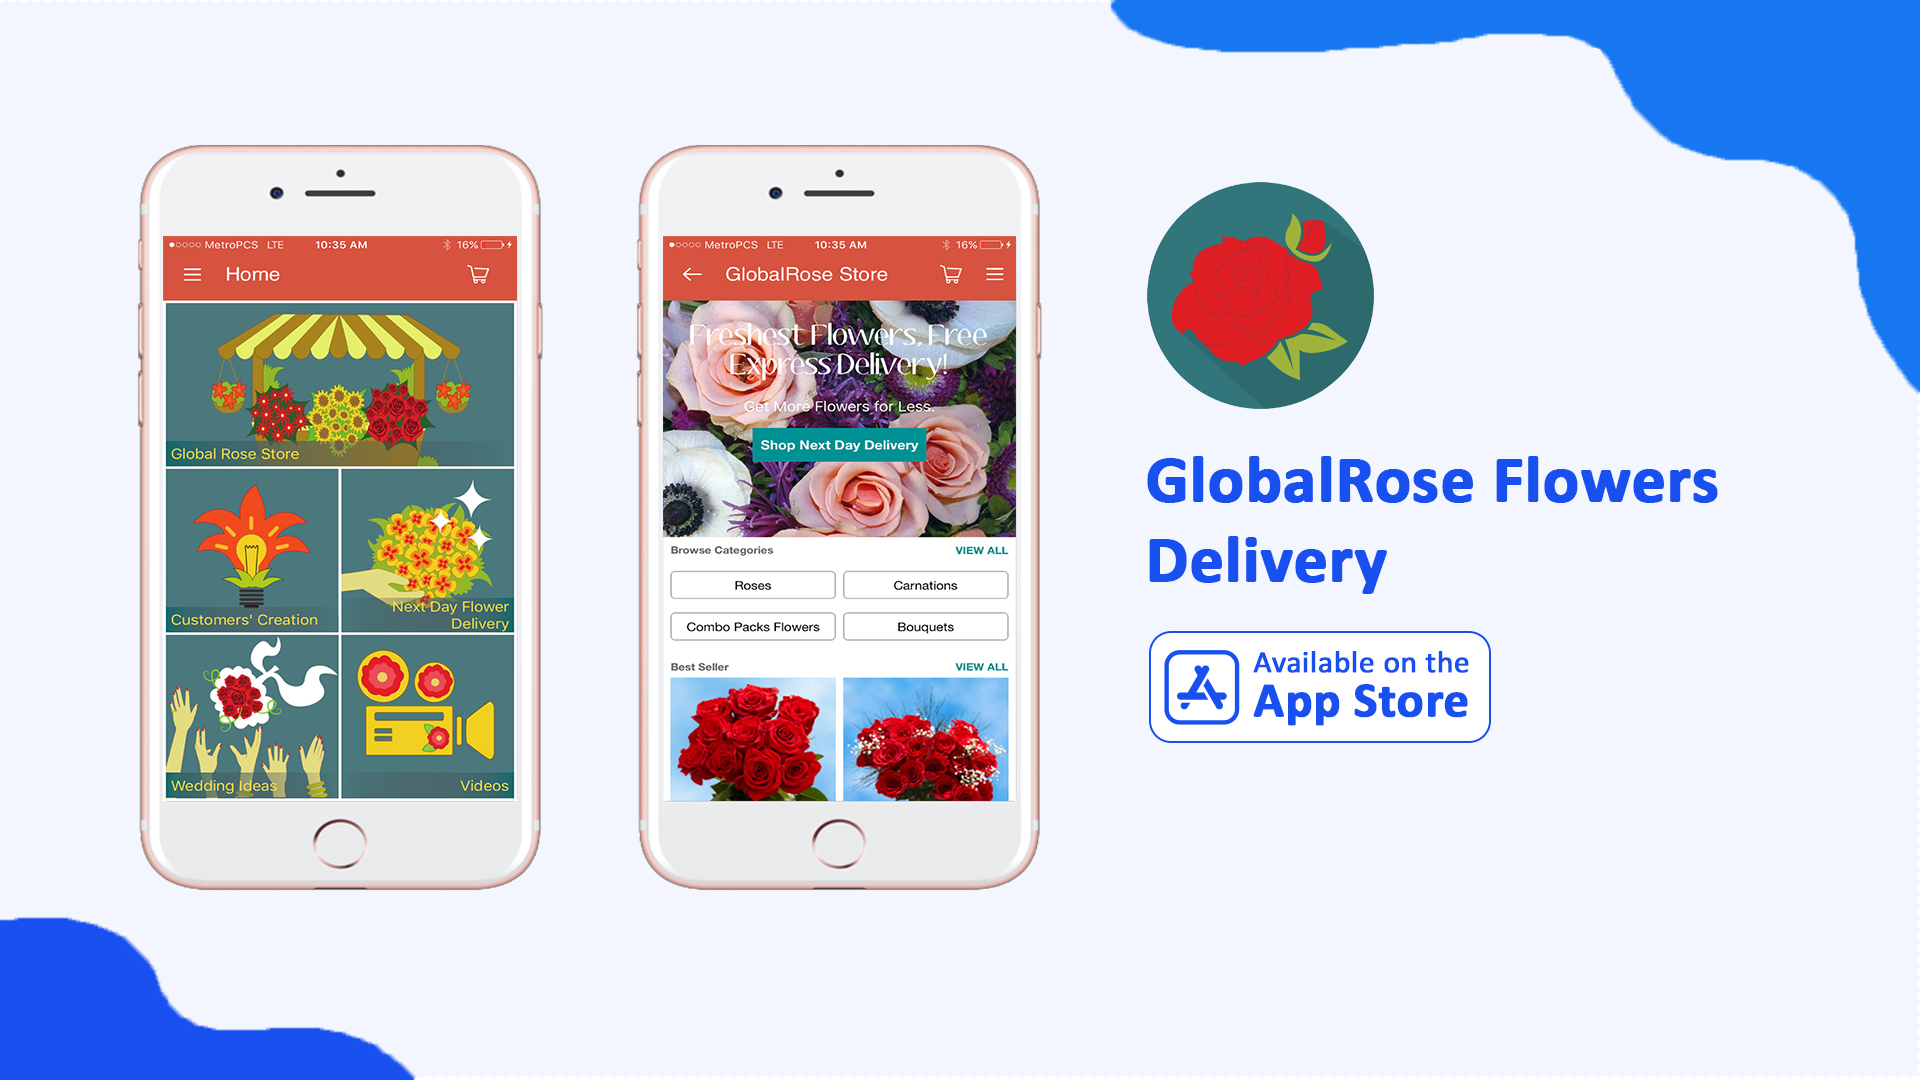 MetroPCS LTE 10:35 AM 16%
Home
Global Rose Store
Customers' Creation
Next Day Flower
Delivery
Wedding Ideas
Videos
MetroPCS LTE 10:35 AM 16%
GlobalRose Store
Freshest Flowers, Free
Express Delivery!
Get More Flowers for Less.
Shop Next Day Delivery
Browse Categories VIEW ALL
Roses Carnations
Combo Packs Flowers Bouquets
Best Seller VIEW ALL
GlobalRose Flowers
Delivery
Available on the
App Store